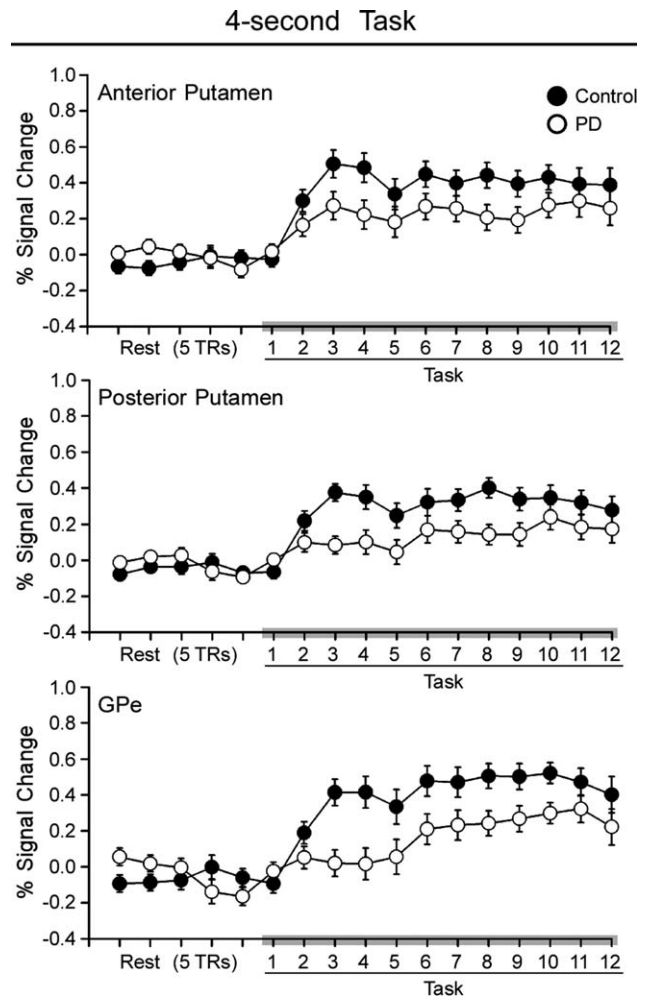 4-second Task
Anterior Putamen
Control
PD
% Signal Change
1.0
0.8
0.6
0.4
0.2
0.0
-0.2
-0.4
Rest (5 TRs) 1 2 3 4 5 6 7 8 9 10 11 12
Task
Posterior Putamen
% Signal Change
1.0
0.8
0.6
0.4
0.2
0.0
-0.2
-0.4
Rest (5 TRs) 1 2 3 4 5 6 7 8 9 10 11 12
Task
GPe
% Signal Change
1.0
0.8
0.6
0.4
0.2
0.0
-0.2
-0.4
Rest (5 TRs) 1 2 3 4 5 6 7 8 9 10 11 12
Task